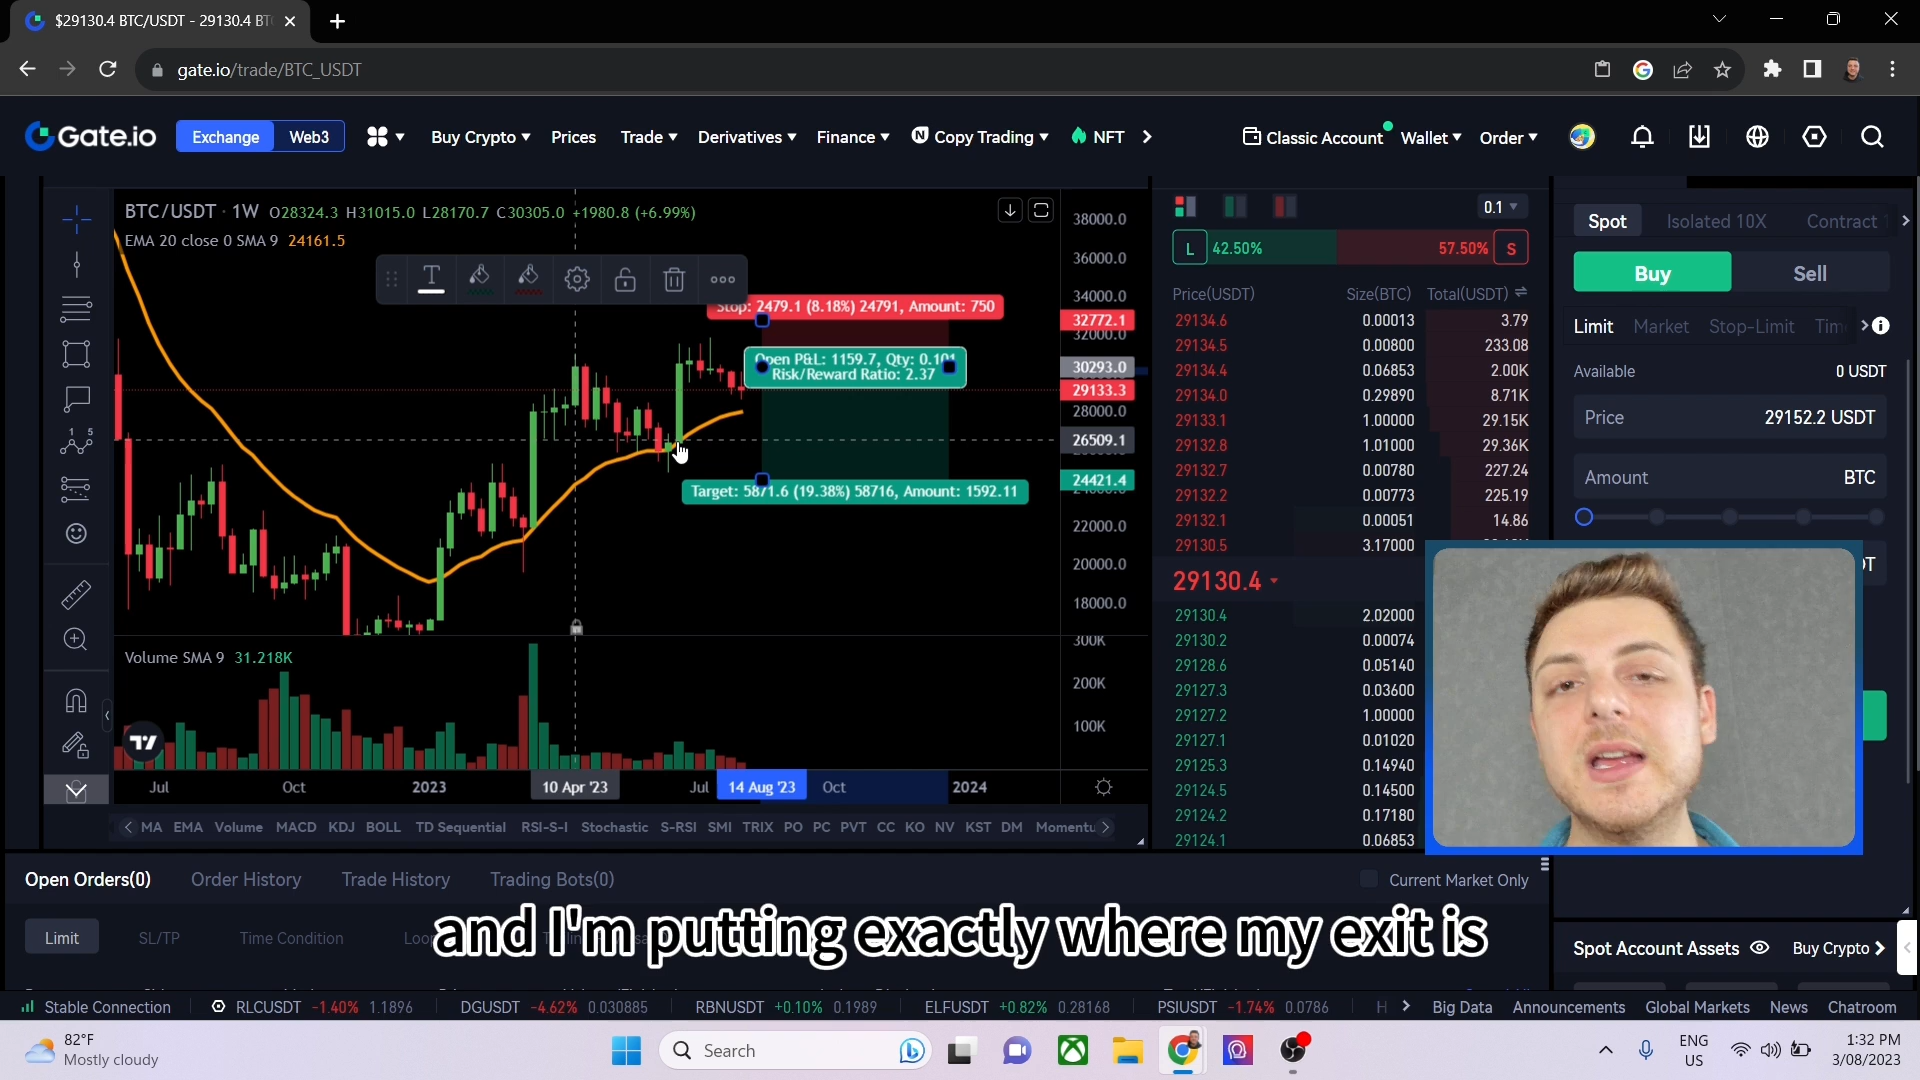 $29130.4 BTC/USDT - 29130.4 BT
gate.io/trade/BTC_USDT
Gate.io
Exchange Web3 Buy Crypto Prices Trade Derivatives Finance Copy Trading NFT Classic Account Wallet Order
BTC/USDT · 1W O28324.3 H31015.0 L28170.7 C30305.0 +1980.8 (+6.99%)
EMA 20 close 0 SMA 9 24161.5
Stop: 2479.1 (8.18%) 24791, Amount: 750
Open P&L: 1159.7, Qty: 0.101
Risk/Reward Ratio: 2.37
Target: 5871.6 (19.38%) 58716, Amount: 1592.11
38000.0
36000.0
34000.0
32772.1
32000.0
30293.0
29133.3
28000.0
26509.1
24421.4
22000.0
20000.0
18000.0
300K
Volume SMA 9 31.218K
200K
100K
Jul Oct 2023 10 Apr '23 Jul 14 Aug '23 Oct 2024
MA EMA Volume MACD KDJ BOLL TD Sequential RSI-S-I Stochastic S-RSI SMI TRIX PO PC PVT CC KO NV KST DM Momentu
0.1
L 42.50% 57.50% S
Price(USDT) Size(BTC) Total(USDT)
29134.6 0.00013 3.79
29134.5 0.00800 233.08
29134.4 0.06853 2.00K
29134.0 0.29890 8.71K
29133.1 1.00000 29.15K
29132.8 1.01000 29.36K
29132.7 0.00780 227.24
29132.2 0.00773 225.19
29132.1 0.00051 14.86
29130.5 3.17000
29130.4
29130.4 2.02000
29130.2 0.00074
29128.6 0.05140
29127.3 0.03600
29127.2 1.00000
29127.1 0.01020
29125.3 0.14940
29124.5 0.14500
29124.2 0.17180
29124.1 0.06853
Spot Isolated 10X Contract 1
Buy Sell
Limit Market Stop-Limit Tim
Available 0 USDT
Price 29152.2 USDT
Amount BTC
Open Orders(0) Order History Trade History Trading Bots(0) Current Market Only
Limit SL/TP Time Condition
and I'm putting exactly where my exit is
Spot Account Assets Buy Crypto
Stable Connection RLCUSDT -1.40% 1.1896 DGUSDT -4.62% 0.030885 RBNUSDT +0.10% 0.1989 ELFUSDT +0.82% 0.28168 PSIUSDT -1.74% 0.0786 H Big Data Announcements Global Markets News Chatroom
82°F
Mostly cloudy
Search
ENG
US
1:32 PM
3/08/2023